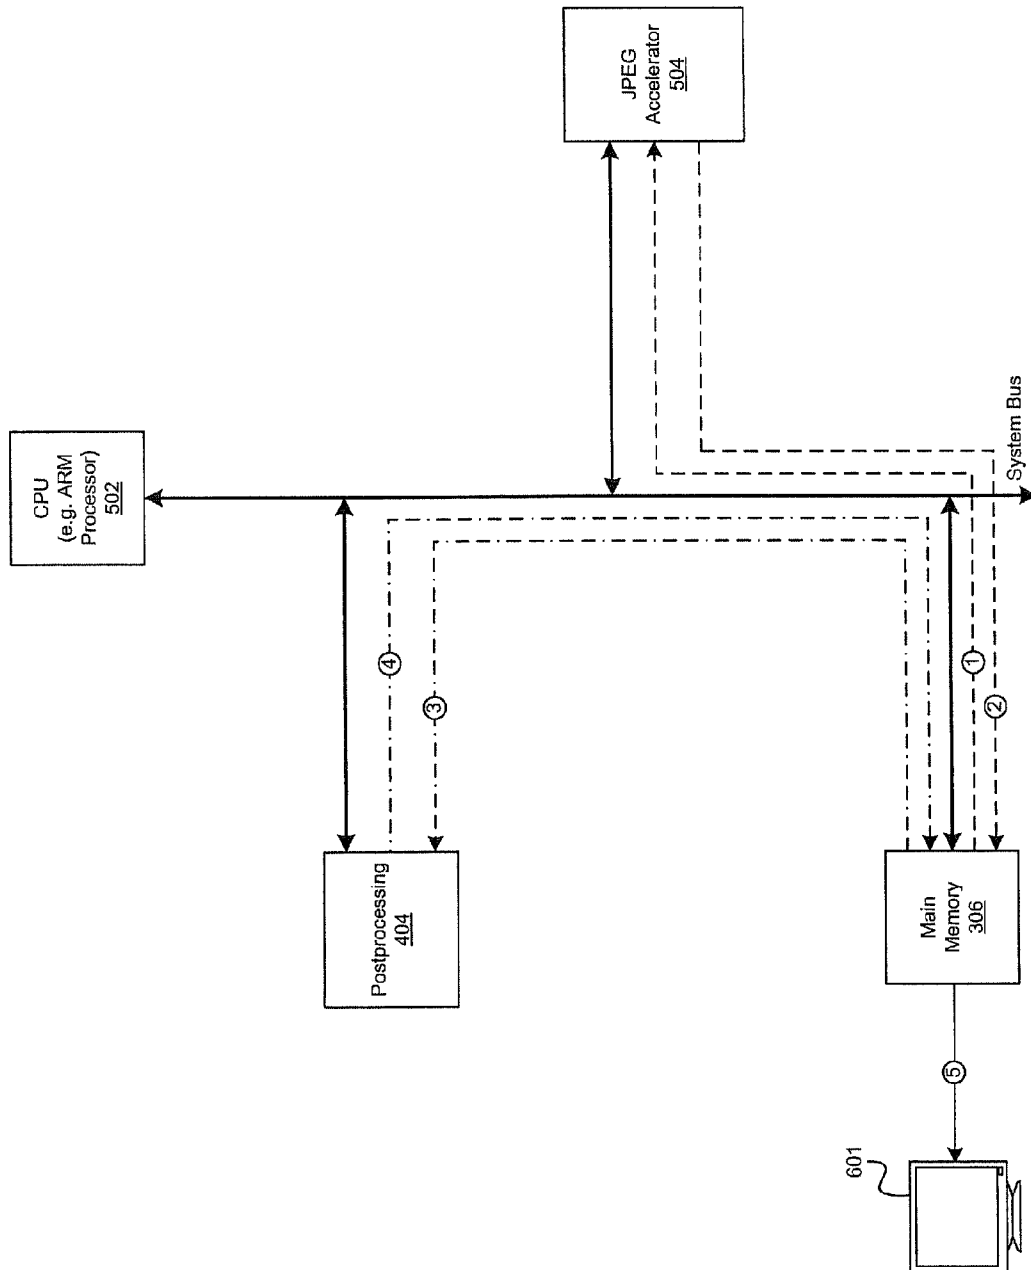 CPU
(e.g. ARM
Processor)
502
JPEG
Accelerator
504
System Bus
Postprocessing
404
4
3
Main
Memory
306
1
2
5
601